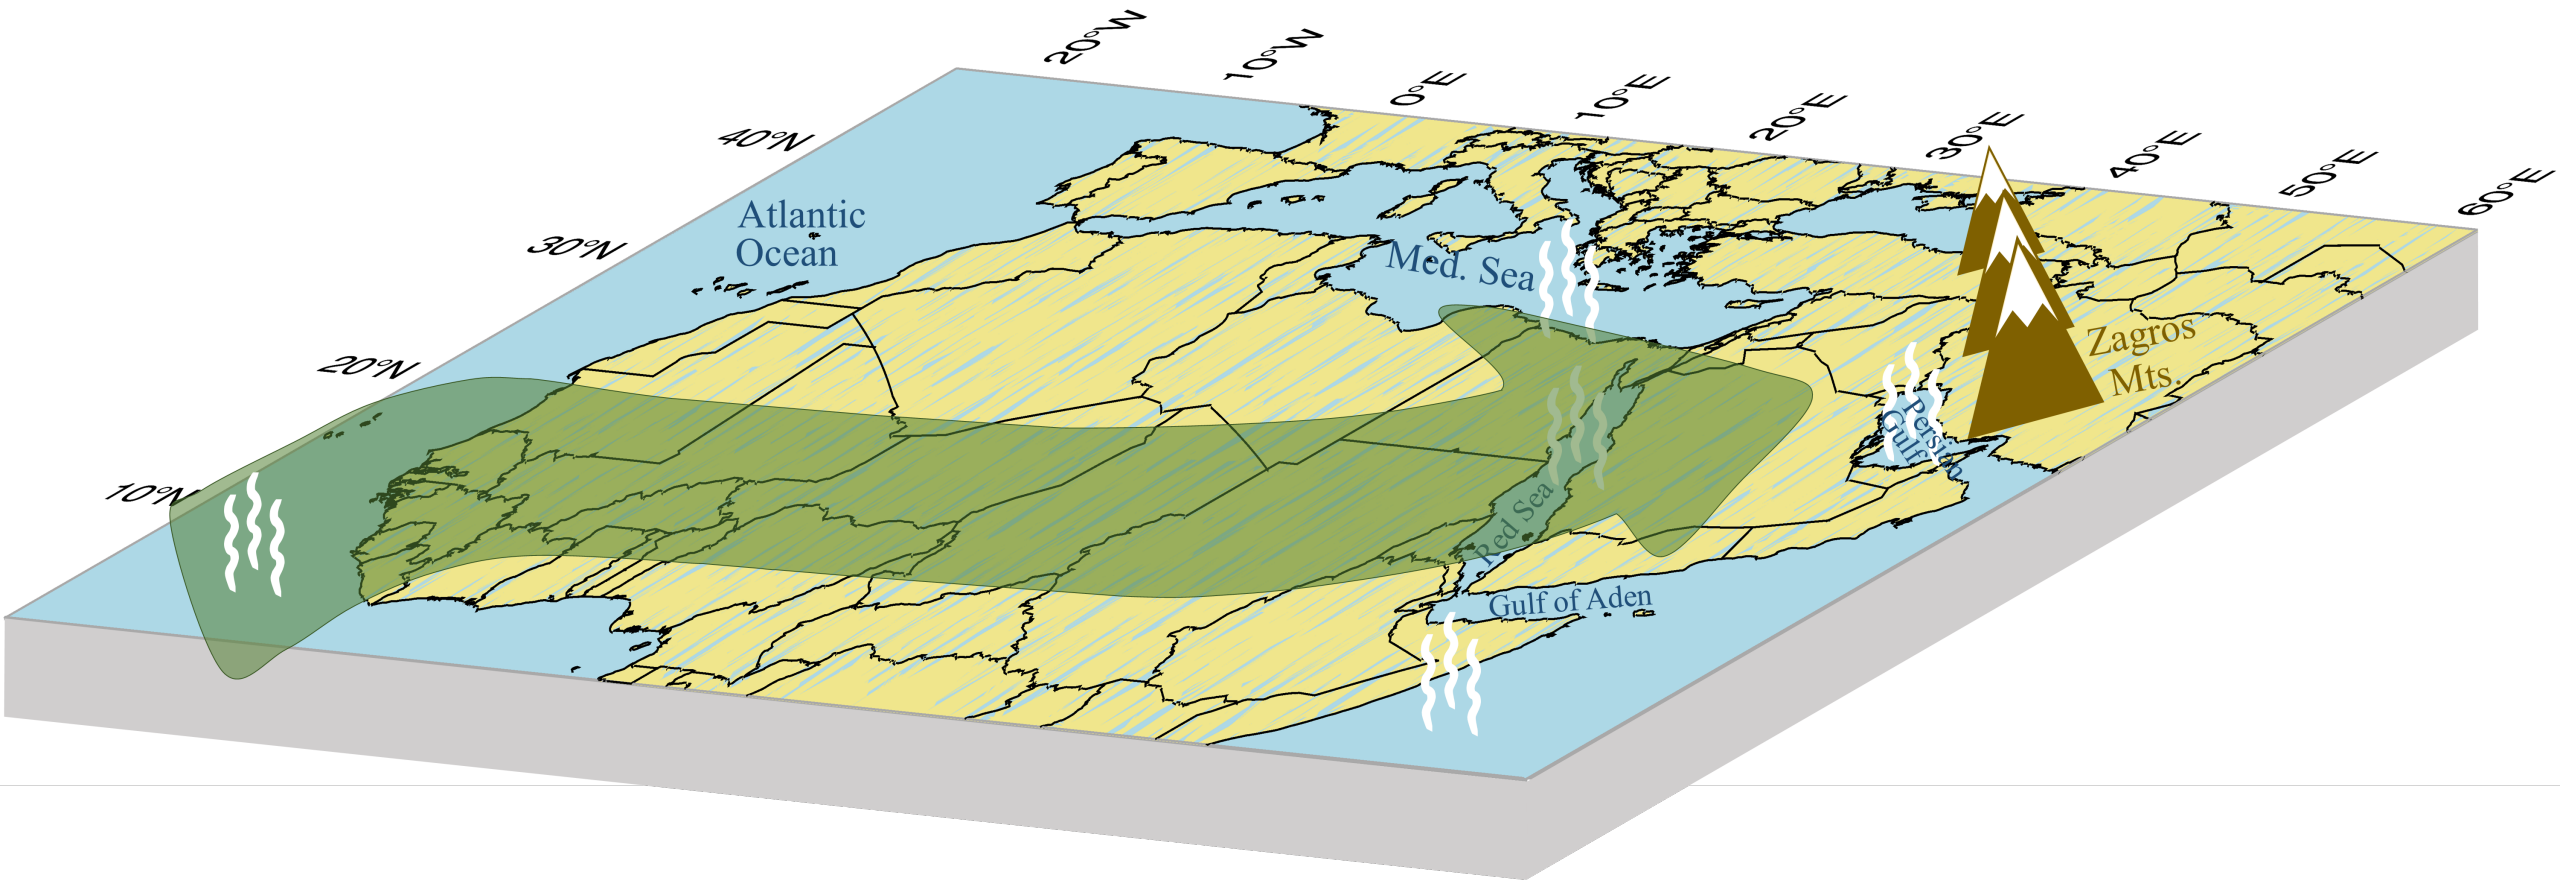 20°W
10°W
0°E
10°E
20°E
30°E
40°E
50°E
60°E
40°N
30°N
20°N
10°N
Atlantic
Ocean
Med. Sea
Zagros
Mts.
Persian
Gulf
Red Sea
Gulf of Aden